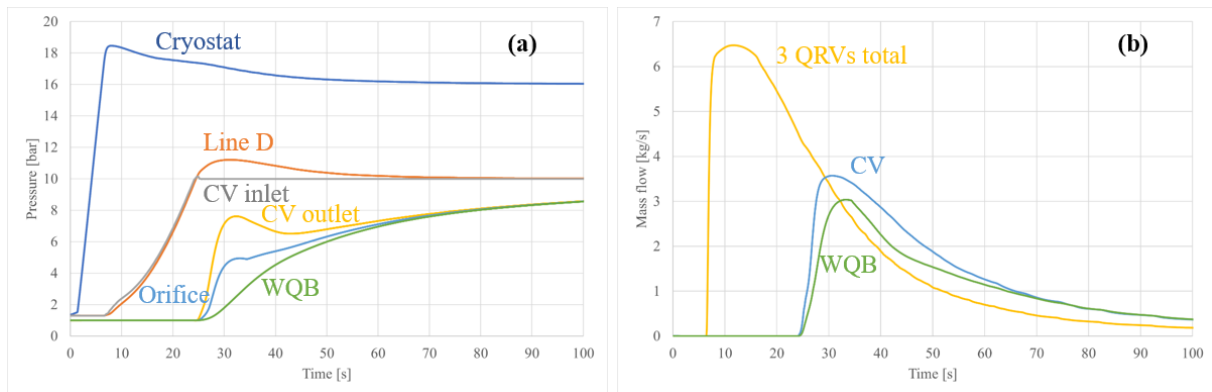 (a)
Cryostat
Line D
CV inlet
CV outlet
Orifice
WQB
Pressure [bar]
20
18
16
14
12
10
8
6
4
2
0
0 10 20 30 40 50 60 70 80 90 100
Time [s]
(b)
3 QRVs total
CV
WQB
Mass flow [kg/s]
7
6
5
4
3
2
1
0
0 10 20 30 40 50 60 70 80 90 100
Time [s]